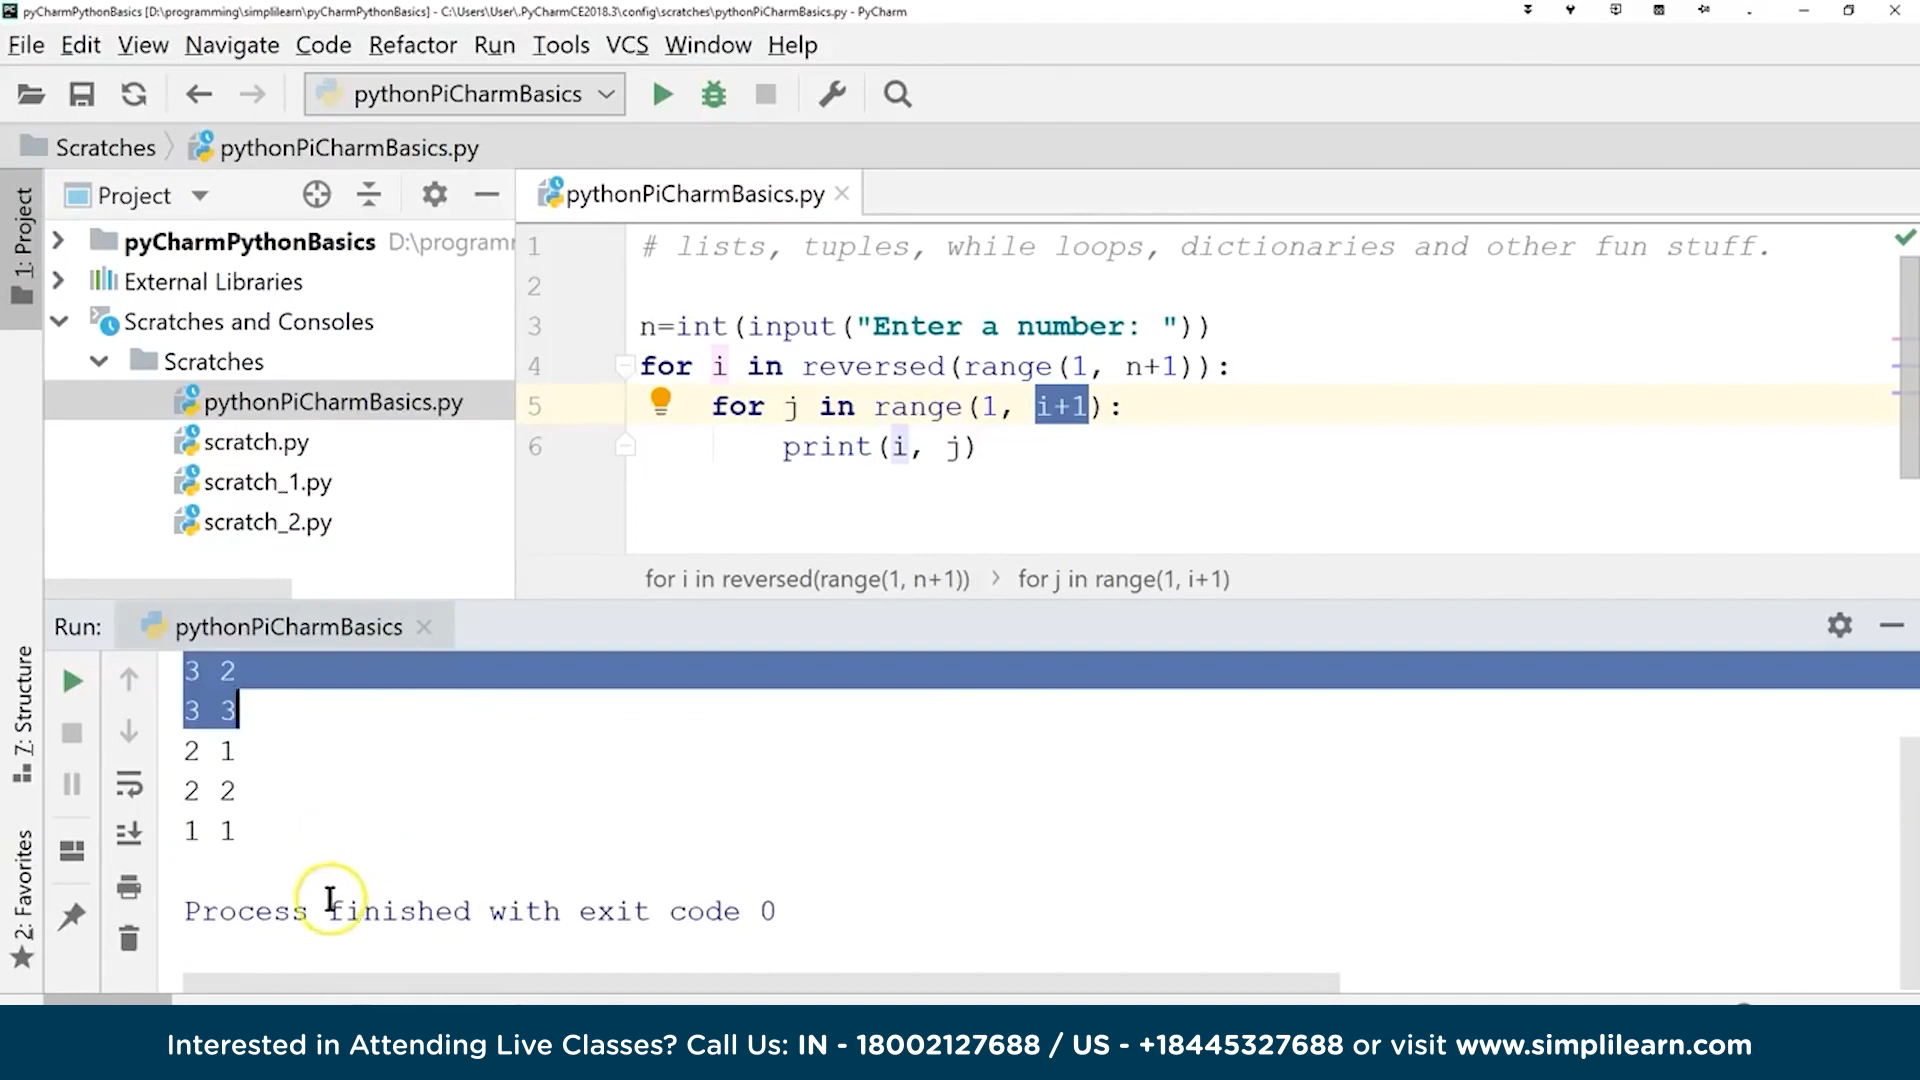 pyCharmPythonBasics [D:\programming\simplilearn\pyCharmPythonBasics] - C:\Users\User\.PyCharmCE2018.3\config\scratches\pythonPiCharmBasics.py - PyCharm
File Edit View Navigate Code Refactor Run Tools VCS Window Help
pythonPiCharmBasics
Scratches pythonPiCharmBasics.py
1: Project
Project
pyCharmPythonBasics D:\programm
External Libraries
Scratches and Consoles
Scratches
pythonPiCharmBasics.py
scratch.py
scratch_1.py
scratch_2.py
pythonPiCharmBasics.py
1 # lists, tuples, while loops, dictionaries and other fun stuff.
2
3 n=int(input("Enter a number: "))
4 for i in reversed(range(1, n+1)):
5 for j in range(1, i+1):
6 print(i, j)
for i in reversed(range(1, n+1)) › for j in range(1, i+1)
Run: pythonPiCharmBasics
7: Structure
2: Favorites
3 2
3 3
2 1
2 2
1 1
Process finished with exit code 0
Interested in Attending Live Classes? Call Us: IN - 18002127688 / US - +18445327688 or visit www.simplilearn.com